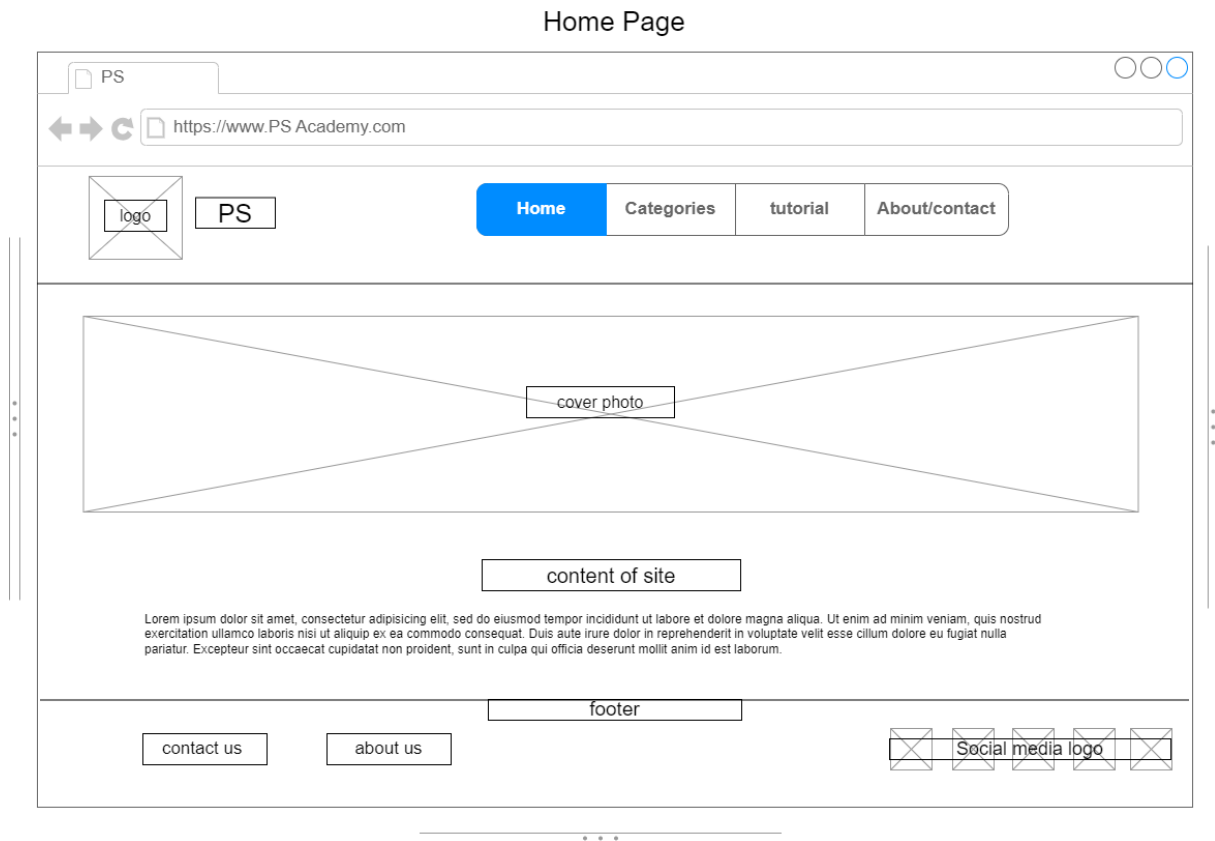 Home Page
PS
https://www.PS Academy.com
logo
PS
Home
Categories
tutorial
About/contact
cover photo
content of site
Lorem ipsum dolor sit amet, consectetur adipisicing elit, sed do eiusmod tempor incididunt ut labore et dolore magna aliqua. Ut enim ad minim veniam, quis nostrud
exercitation ullamco laboris nisi ut aliquip ex ea commodo consequat. Duis aute irure dolor in reprehenderit in voluptate velit esse cillum dolore eu fugiat nulla
pariatur. Excepteur sint occaecat cupidatat non proident, sunt in culpa qui officia deserunt mollit anim id est laborum.
footer
contact us
about us
Social media logo